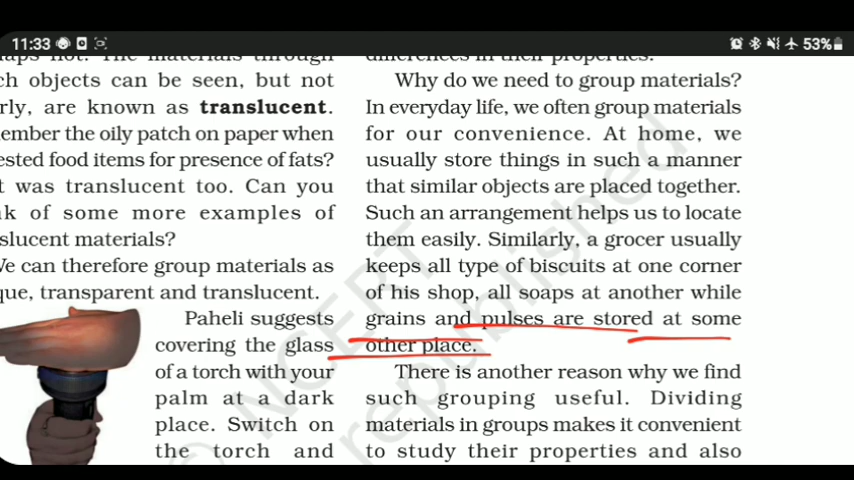 11:33
53%
ch objects can be seen, but not
rly, are known as translucent.
ember the oily patch on paper when
ested food items for presence of fats?
t was translucent too. Can you
k of some more examples of
slucent materials?
We can therefore group materials as
que, transparent and translucent.
Paheli suggests
covering the glass
of a torch with your
palm at a dark
place. Switch on
the torch and
differences in their properties.
Why do we need to group materials?
In everyday life, we often group materials
for our convenience. At home, we
usually store things in such a manner
that similar objects are placed together.
Such an arrangement helps us to locate
them easily. Similarly, a grocer usually
keeps all type of biscuits at one corner
of his shop, all soaps at another while
grains and pulses are stored at some
other place.
There is another reason why we find
such grouping useful. Dividing
materials in groups makes it convenient
to study their properties and also
© NCERT
republished